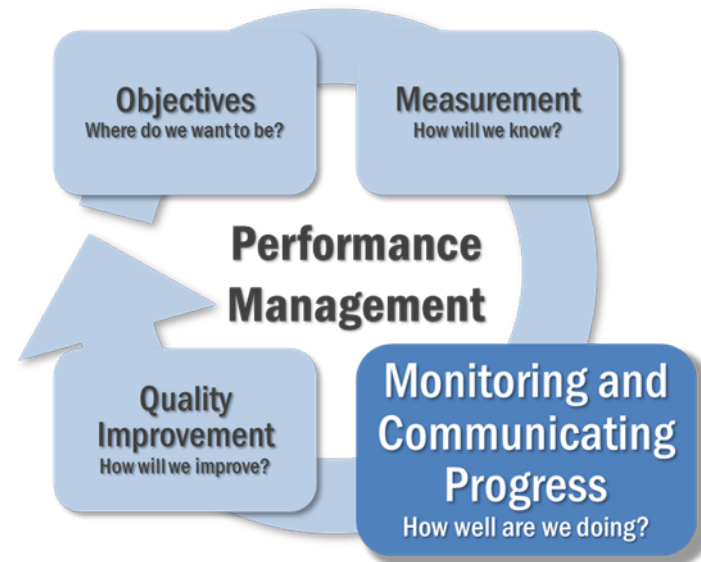 Objectives
Where do we want to be?
Measurement
How will we know?
Performance
Management
Quality
Improvement
How will we improve?
Monitoring and
Communicating
Progress
How well are we doing?